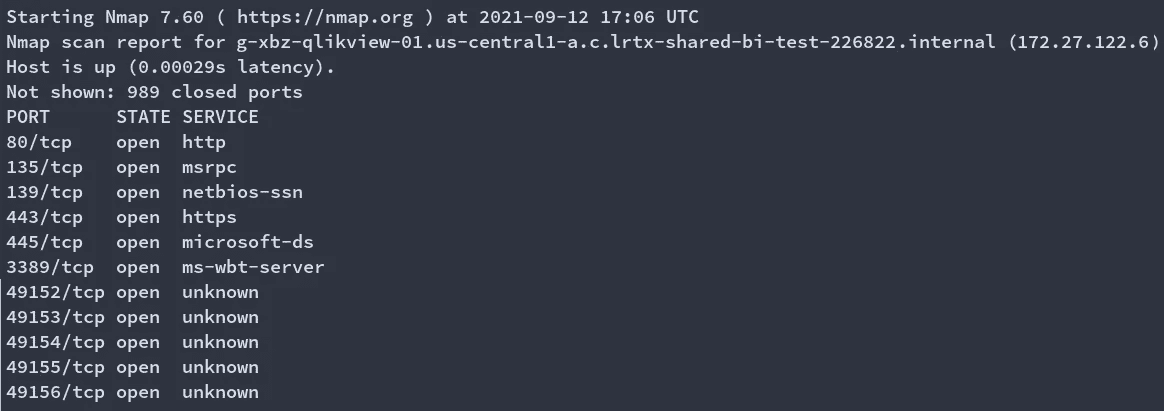 Starting Nmap 7.60 ( https://nmap.org ) at 2021-09-12 17:06 UTC
Nmap scan report for g-xbz-qlikview-01.us-central1-a.c.lrtx-shared-bi-test-226822.internal (172.27.122.6)
Host is up (0.00029s latency).
Not shown: 989 closed ports
PORT      STATE SERVICE
80/tcp    open  http
135/tcp   open  msrpc
139/tcp   open  netbios-ssn
443/tcp   open  https
445/tcp   open  microsoft-ds
3389/tcp  open  ms-wbt-server
49152/tcp open  unknown
49153/tcp open  unknown
49154/tcp open  unknown
49155/tcp open  unknown
49156/tcp open  unknown